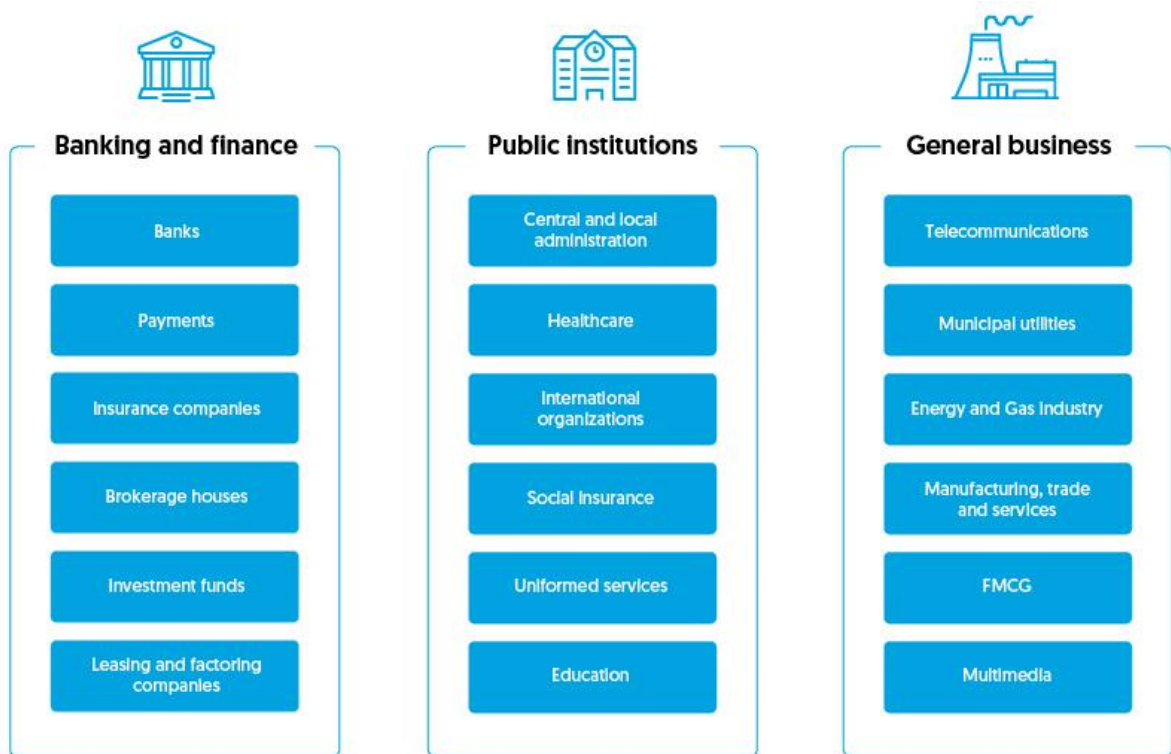 Banking and finance
Banks
Payments
Insurance companies
Brokerage houses
Investment funds
Leasing and factoring
companies
Public institutions
Central and local
administration
Healthcare
International
organizations
Social insurance
Uniformed services
Education
General business
Telecommunications
Municipal utilities
Energy and Gas industry
Manufacturing, trade
and services
FMCG
Multimedia